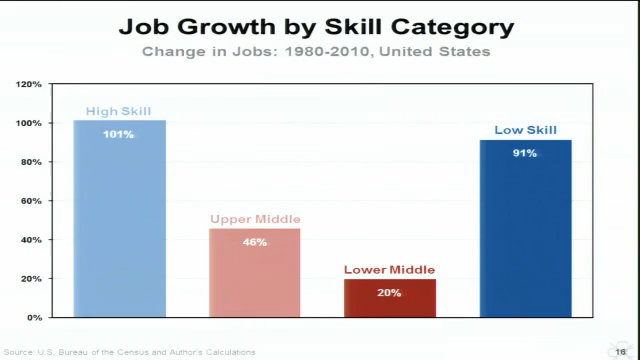 Job Growth by Skill Category
Change in Jobs: 1980-2010, United States
120%
100%
80%
60%
40%
20%
0%
High Skill
101%
Upper Middle
46%
Lower Middle
20%
Low Skill
91%
Source: U.S. Bureau of the Census and Author's Calculations
16